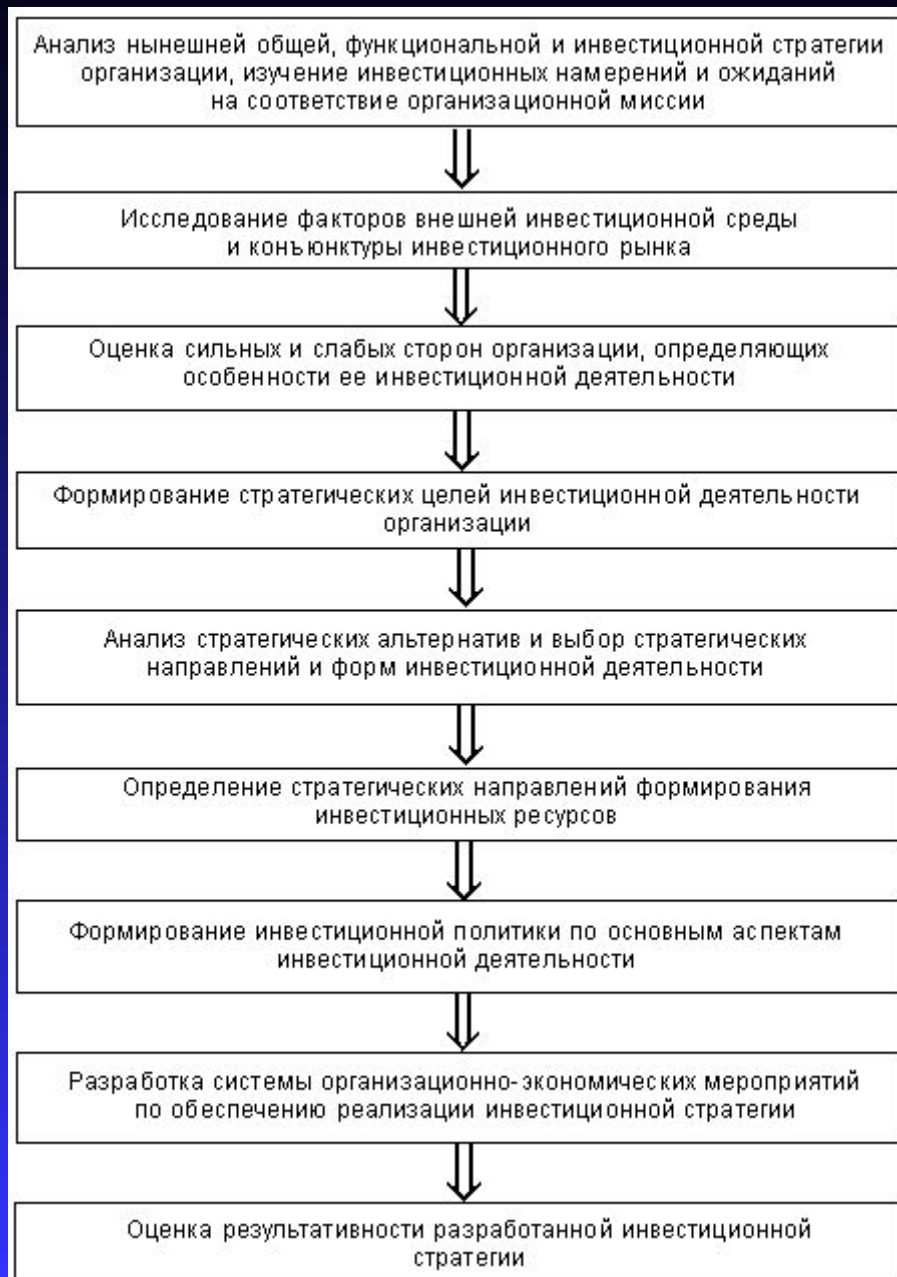 Анализ нынешней общей, функциональной и инвестиционной стратегии
организации, изучение инвестиционных намерений и ожиданий
на соответствие организационной миссии
Исследование факторов внешней инвестиционной среды
и конъюнктуры инвестиционного рынка
Оценка сильных и слабых сторон организации, определяющих
особенности ее инвестиционной деятельности
Формирование стратегических целей инвестиционной деятельности
организации
Анализ стратегических альтернатив и выбор стратегических
направлений и форм инвестиционной деятельности
Определение стратегических направлений формирования
инвестиционных ресурсов
Формирование инвестиционной политики по основным аспектам
инвестиционной деятельности
Разработка системы организационно-экономических мероприятий
по обеспечению реализации инвестиционной стратегии
Оценка результативности разработанной инвестиционной
стратегии